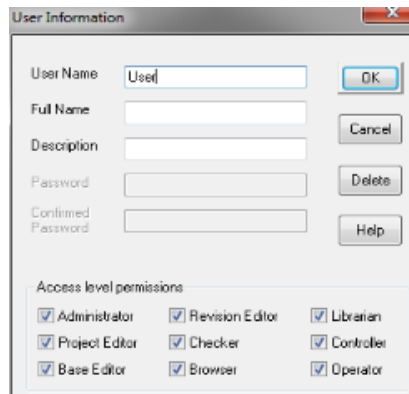 User Information
User Name User OK
Full Name
Cancel
Description
Password Delete
Confirmed
Password Help
Access level permissions
Administrator Revision Editor Librarian
Project Editor Checker Controller
Base Editor Browser Operator